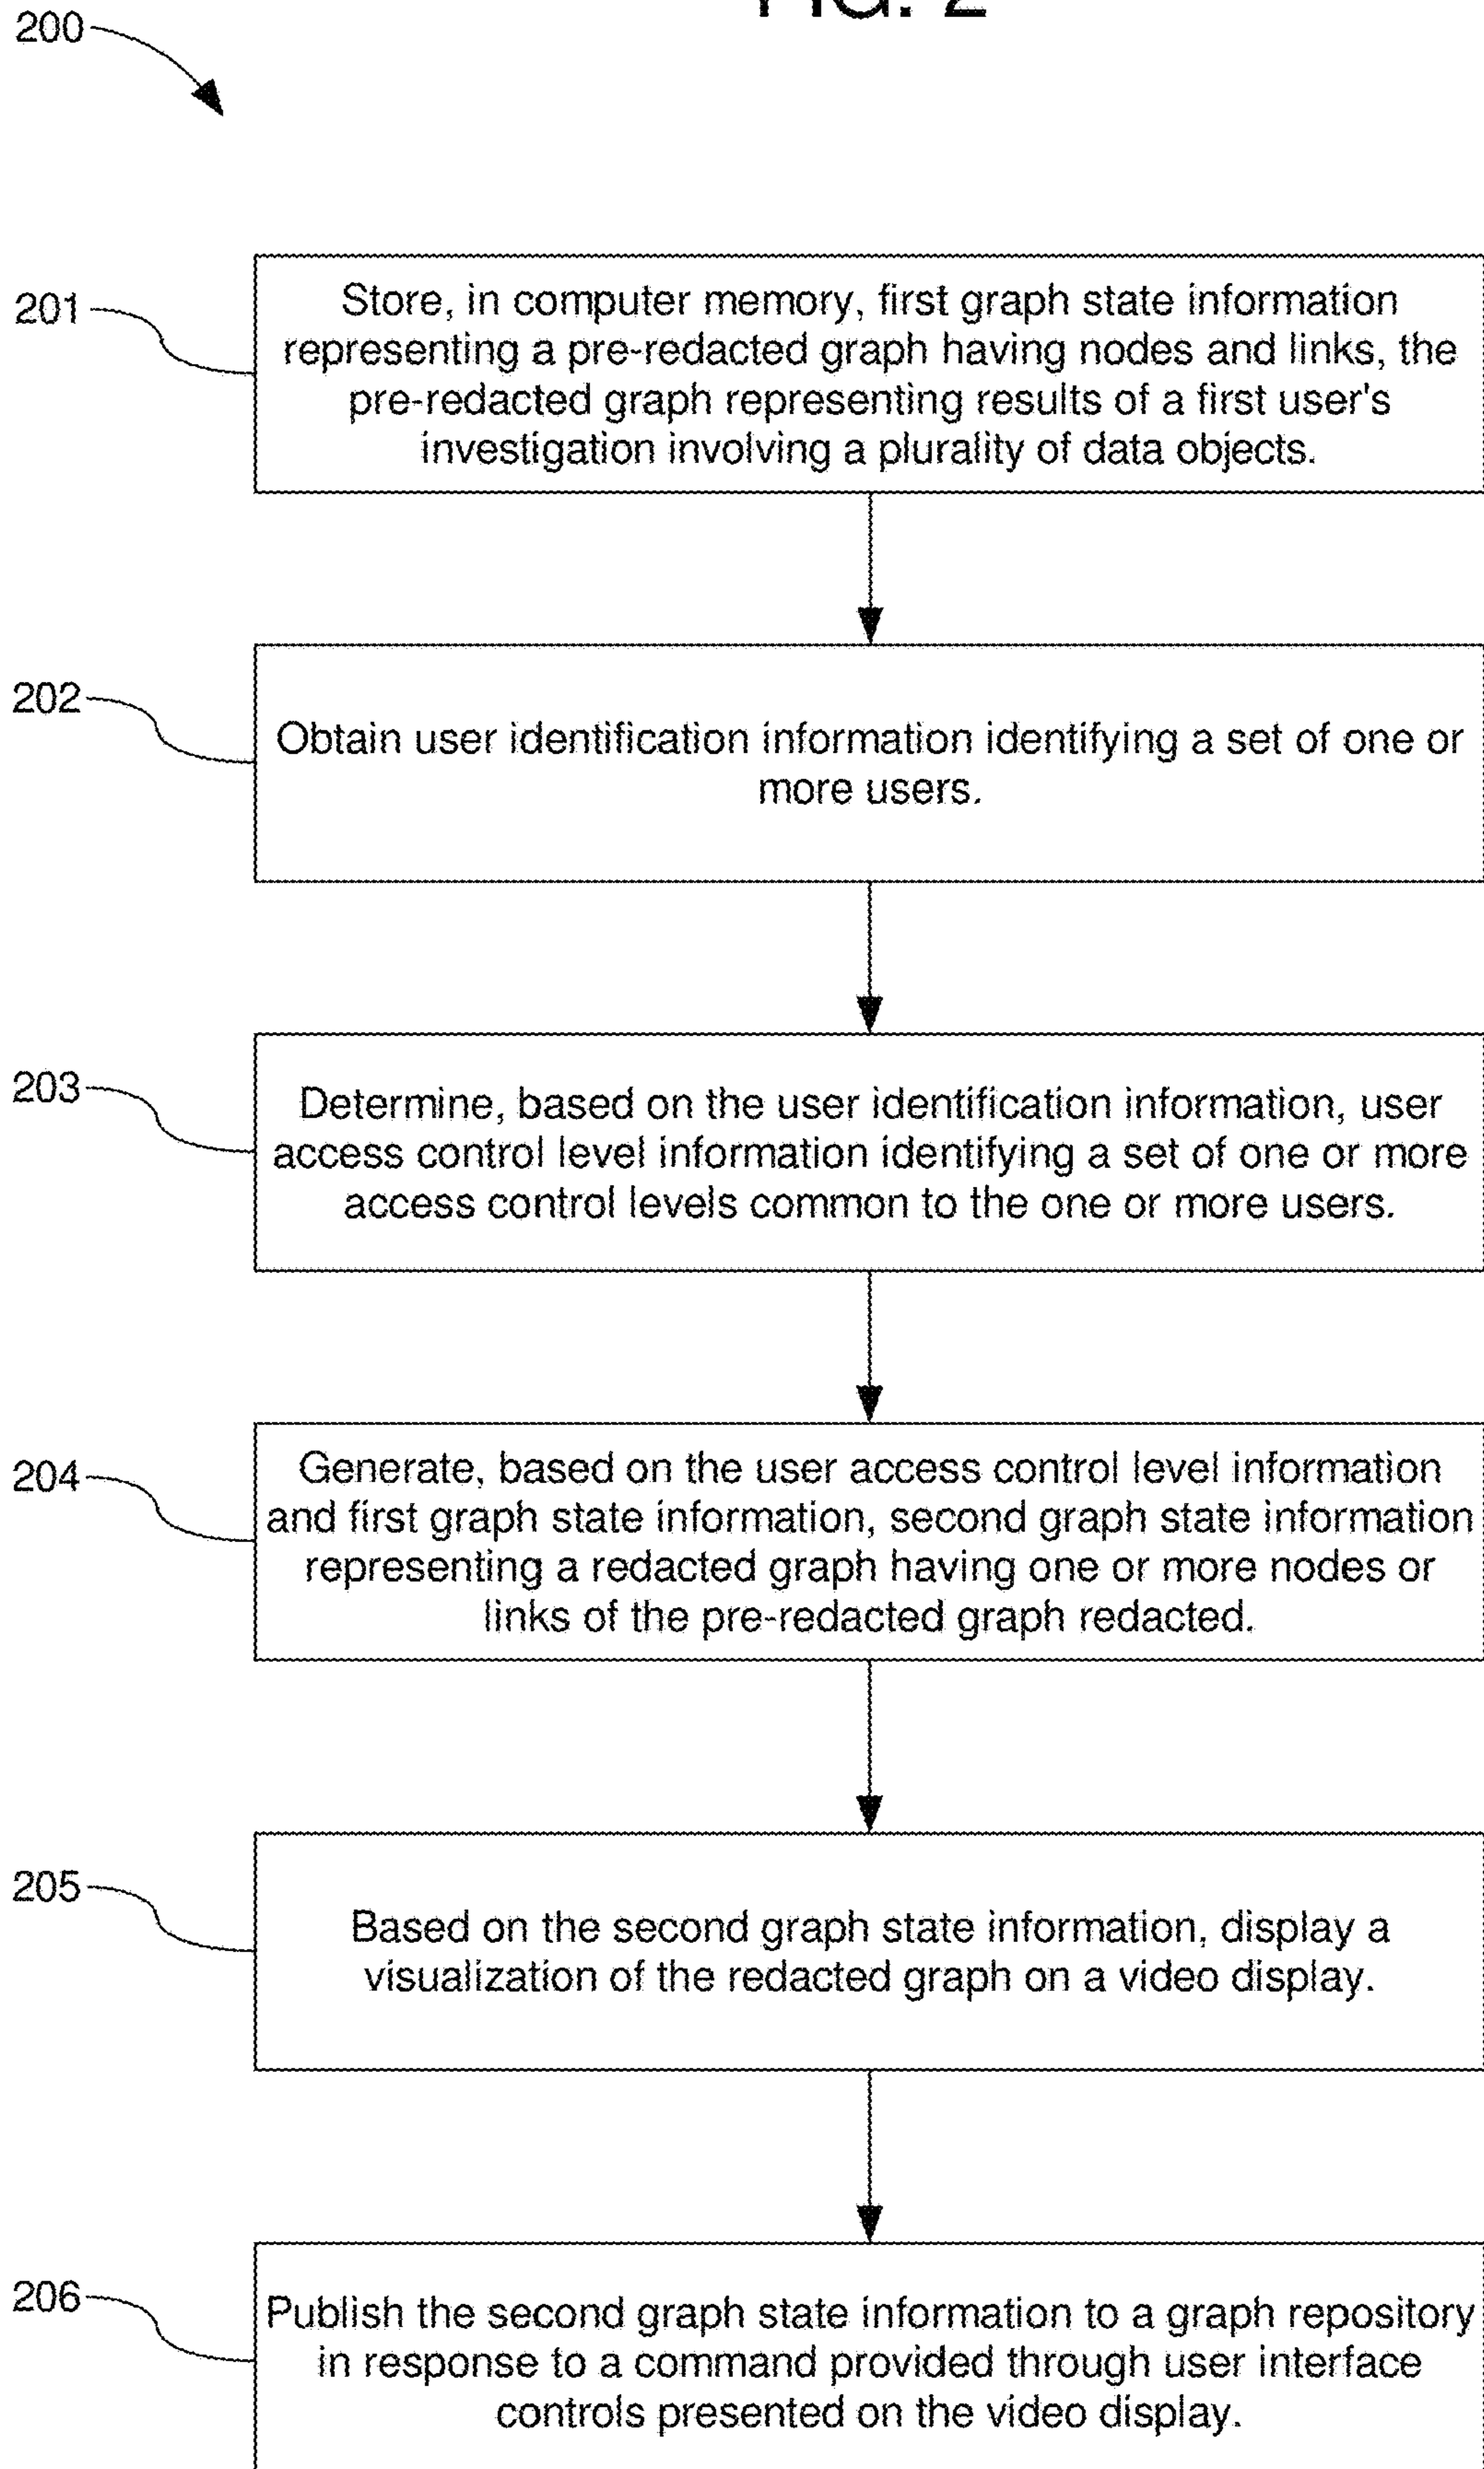 FIG. 2
200
201
Store, in computer memory, first graph state information
representing a pre-redacted graph having nodes and links, the
pre-redacted graph representing results of a first user's
investigation involving a plurality of data objects.
202
Obtain user identification information identifying a set of one or
more users.
203
Determine, based on the user identification information, user
access control level information identifying a set of one or more
access control levels common to the one or more users.
204
Generate, based on the user access control level information
and first graph state information, second graph state information
representing a redacted graph having one or more nodes or
links of the pre-redacted graph redacted.
205
Based on the second graph state information, display a
visualization of the redacted graph on a video display.
206
Publish the second graph state information to a graph repository
in response to a command provided through user interface
controls presented on the video display.